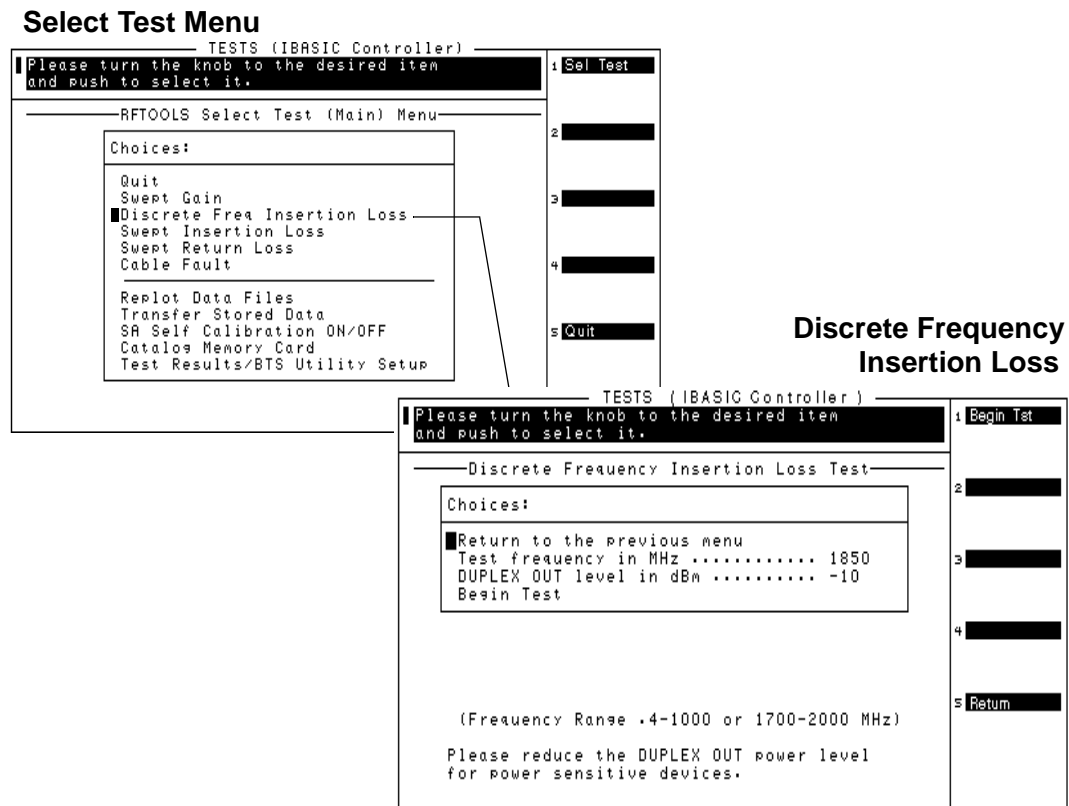 Select Test Menu
TESTS (IBASIC Controller)
Please turn the knob to the desired item
and push to select it.
1 Sel Test
RFTOOLS Select Test (Main) Menu
2
Choices:
Quit
Swept Gain
3
Discrete Freq Insertion Loss
Swept Insertion Loss
Swept Return Loss
Cable Fault
4
Replot Data Files
Transfer Stored Data
SA Self Calibration ON/OFF
5 Quit
Catalog Memory Card
Test Results/BTS Utility Setup
Discrete Frequency
Insertion Loss
TESTS (IBASIC Controller)
Please turn the knob to the desired item
and push to select it.
1 Begin Tst
Discrete Frequency Insertion Loss Test
2
Choices:
Return to the previous menu
Test frequency in MHz ............ 1850
3
DUPLEX OUT level in dBm .......... -10
Begin Test
4
5 Return
(Frequency Range .4-1000 or 1700-2000 MHz)
Please reduce the DUPLEX OUT power level
for power sensitive devices.